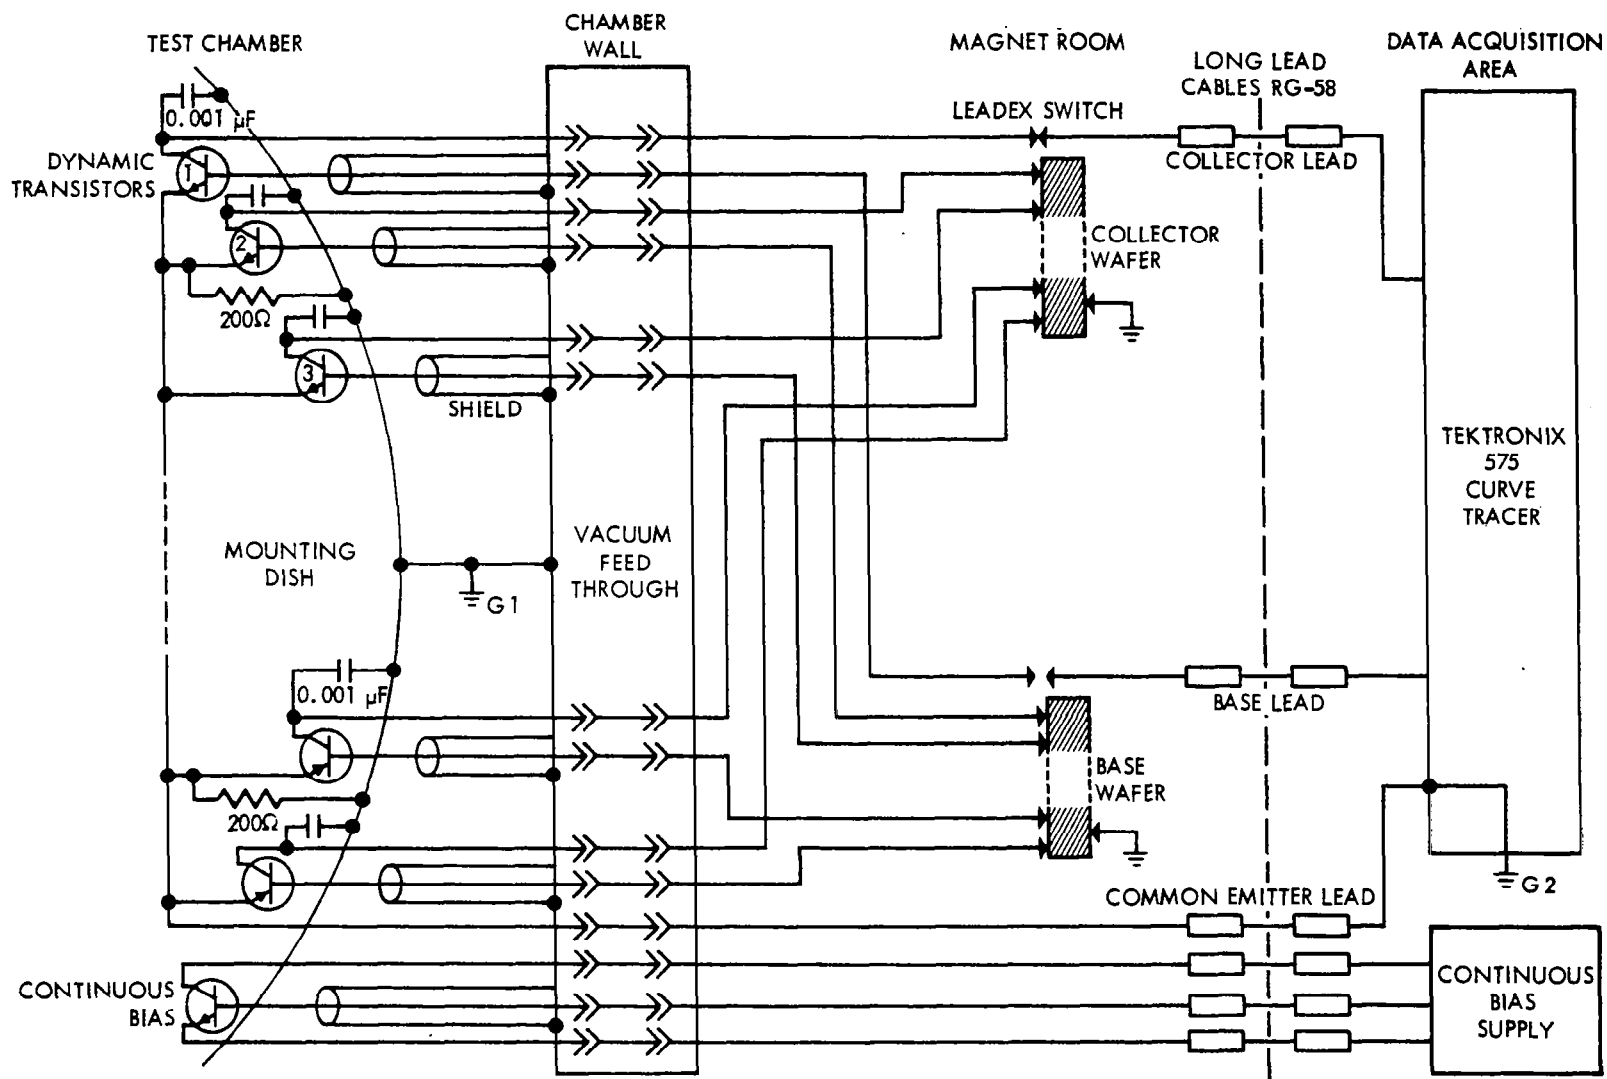 TEST CHAMBER
CHAMBER
WALL
MAGNET ROOM
LONG LEAD
CABLES RG-58
DATA ACQUISITION
AREA
0.001 µF
LEADEX SWITCH
COLLECTOR LEAD
DYNAMIC
TRANSISTORS
1
2
COLLECTOR
WAFER
200Ω
3
SHIELD
TEKTRONIX
575
CURVE
TRACER
MOUNTING
DISH
G1
VACUUM
FEED
THROUGH
0.001 µF
BASE LEAD
BASE
WAFER
200Ω
G2
COMMON EMITTER LEAD
CONTINUOUS
BIAS
CONTINUOUS
BIAS
SUPPLY